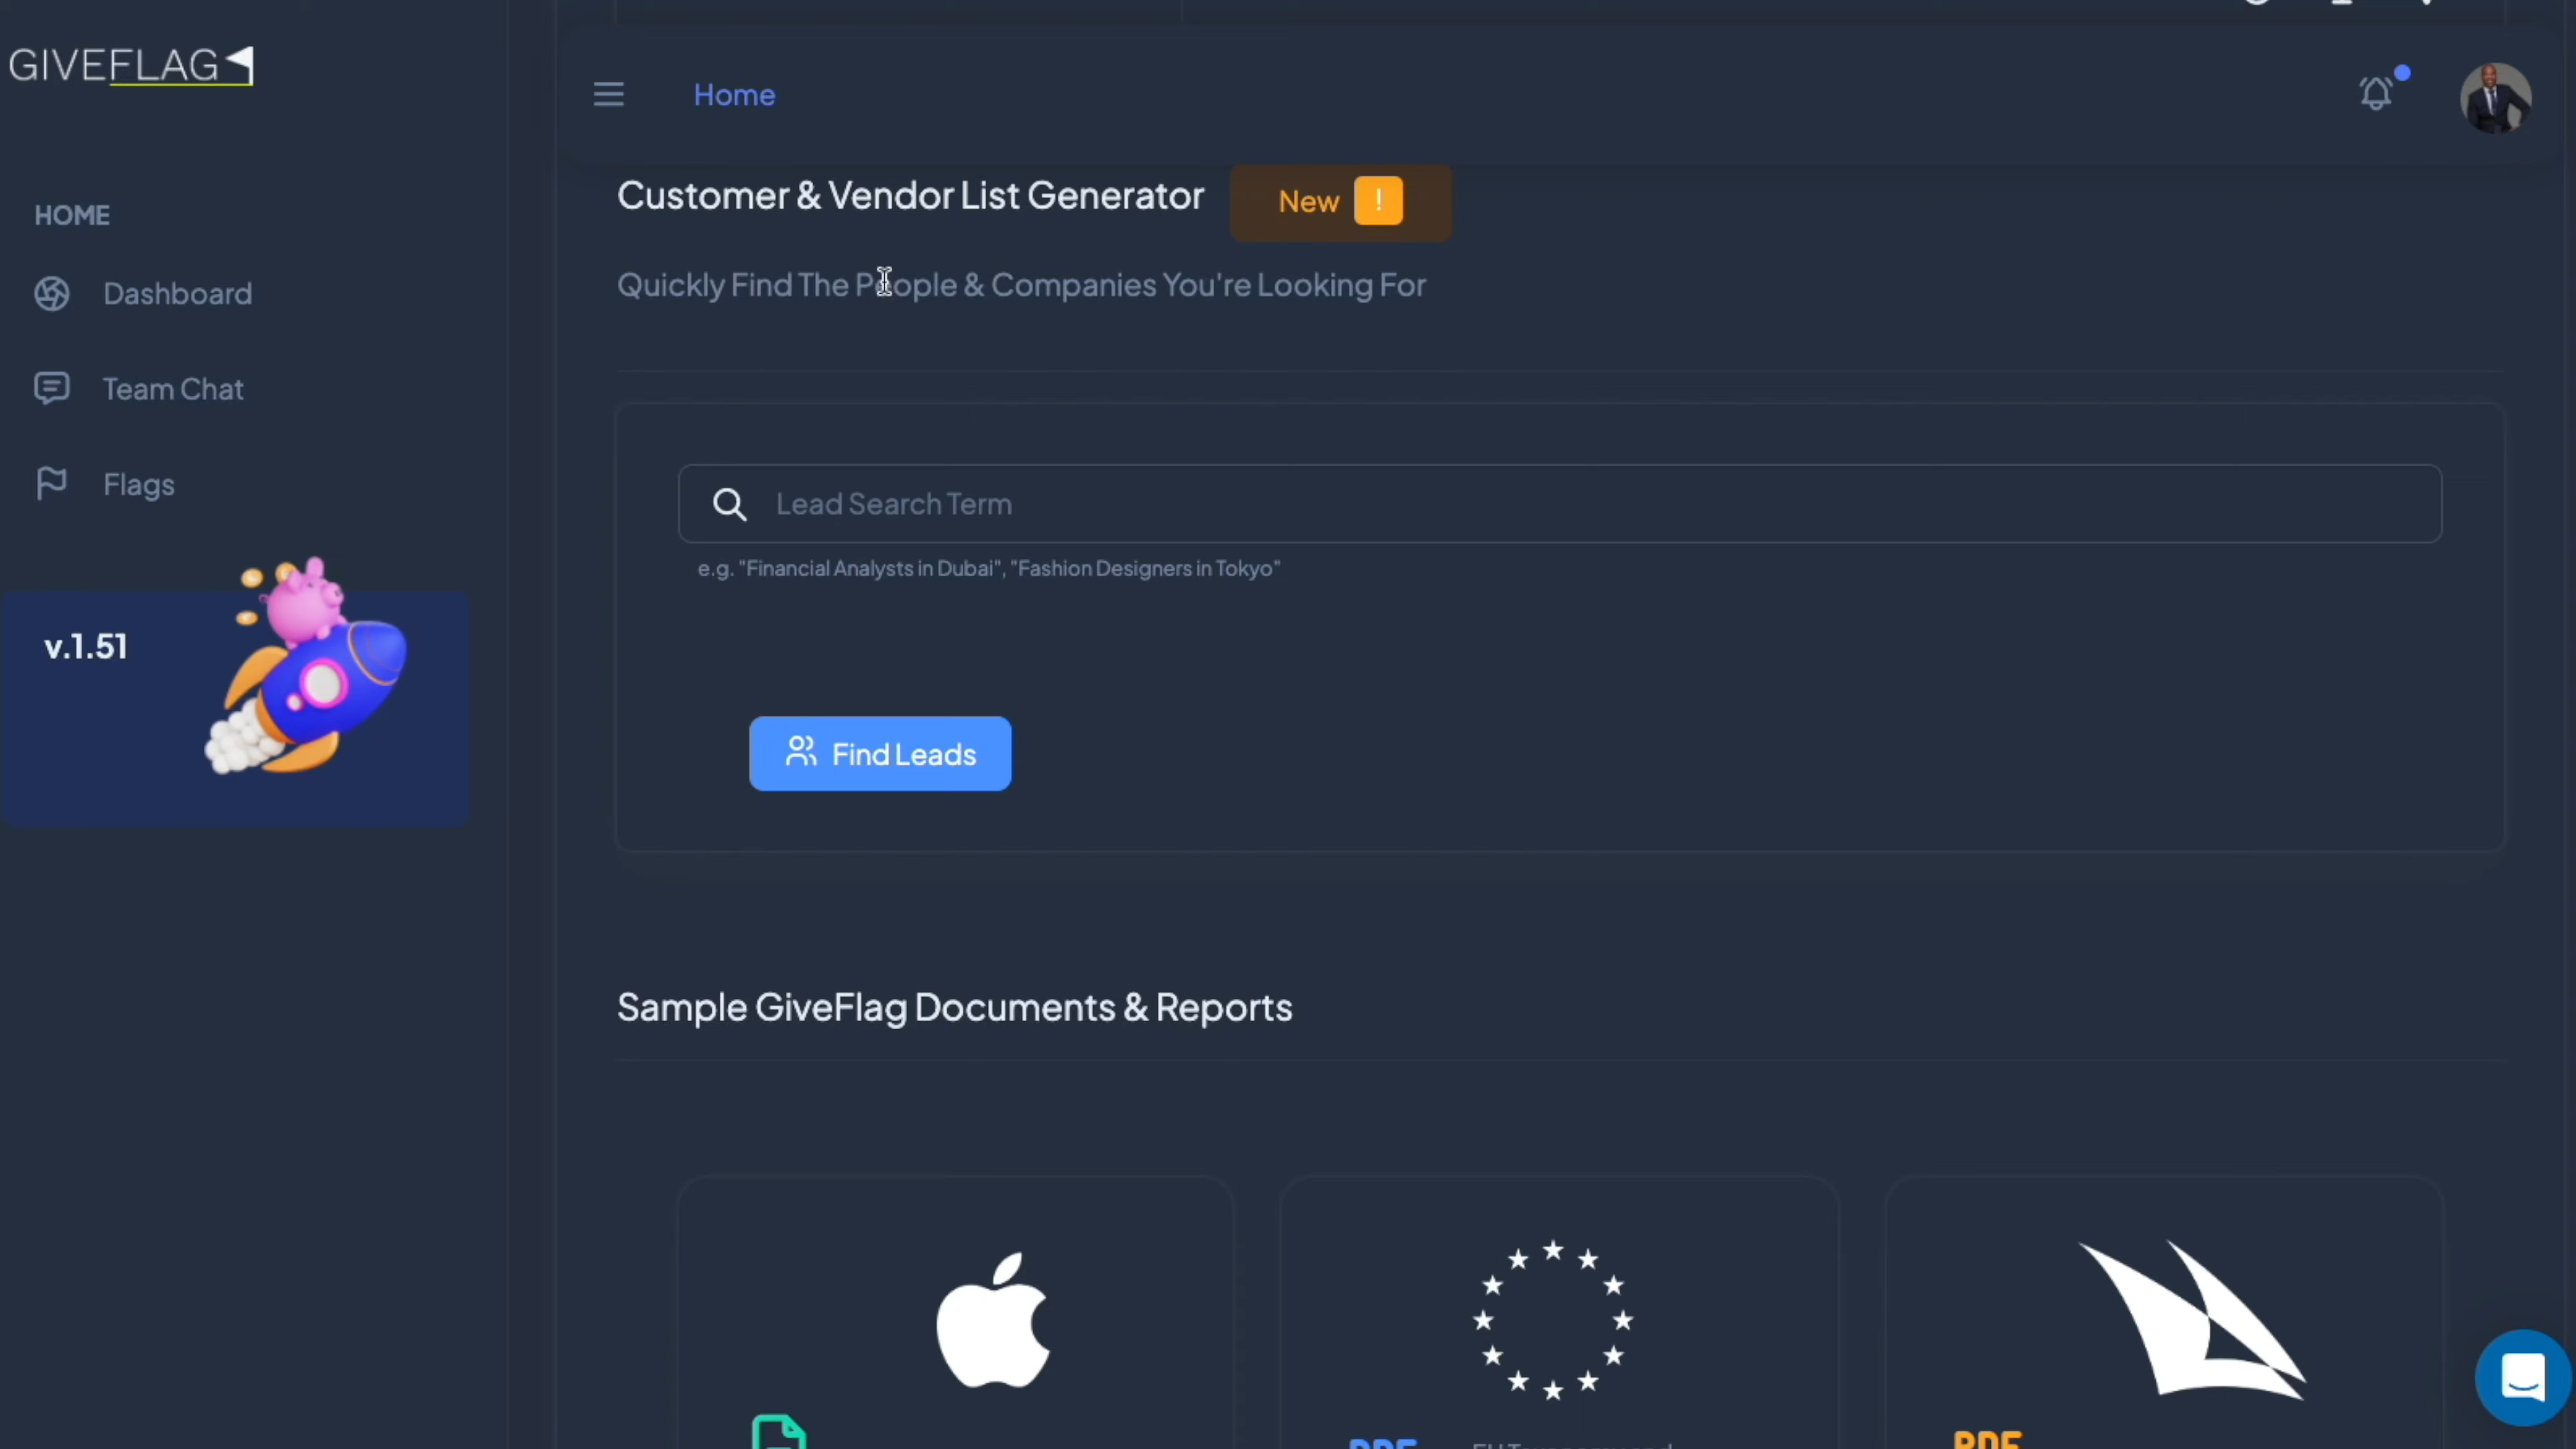 GIVEFLAG
Home
HOME
Dashboard
Team Chat
Flags
v.1.51
Customer & Vendor List Generator
New !
Quickly Find The People & Companies You're Looking For
Lead Search Term
e.g. "Financial Analysts in Dubai", "Fashion Designers in Tokyo"
Find Leads
Sample GiveFlag Documents & Reports
PDF
PDF